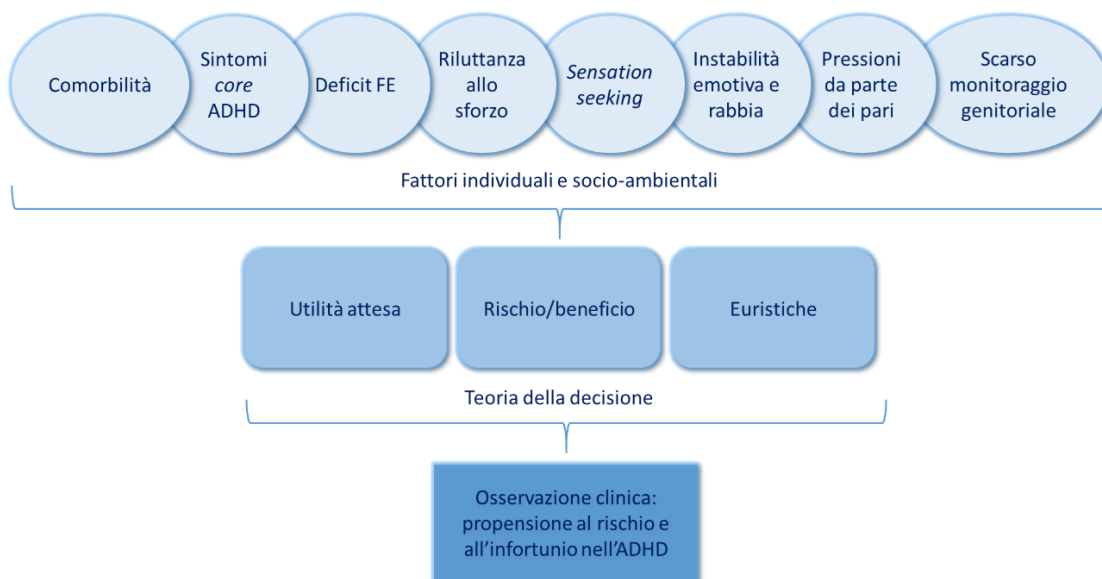 Comorbilità
Sintomi
core
ADHD
Deficit FE
Riluttanza
allo
sforzo
Sensation
seeking
Instabilità
emotiva e
rabbia
Pressioni
da parte
dei pari
Scarso
monitoraggio
genitoriale
Fattori individuali e socio-ambientali
Utilità attesa
Rischio/beneficio
Euristiche
Teoria della decisione
Osservazione clinica:
propensione al rischio e
all'infortunio nell'ADHD